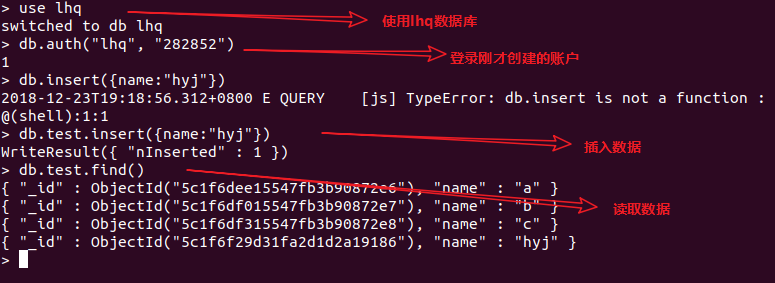 > use lhq
使用lhq数据库
switched to db lhq
> db.auth("lhq", "282852")
登录刚才创建的账户
1
> db.insert({name:"hyj"})
2018-12-23T19:18:56.312+0800 E QUERY    [js] TypeError: db.insert is not a function :
@(shell):1:1
> db.test.insert({name:"hyj"})
插入数据
WriteResult({ "nInserted" : 1 })
> db.test.find()
{ "_id" : ObjectId("5c1f6dee15547fb3b90872e6"), "name" : "a" }
{ "_id" : ObjectId("5c1f6df015547fb3b90872e7"), "name" : "b" }
读取数据
{ "_id" : ObjectId("5c1f6df315547fb3b90872e8"), "name" : "c" }
{ "_id" : ObjectId("5c1f6f29d31fa2d1d2a19186"), "name" : "hyj" }
>